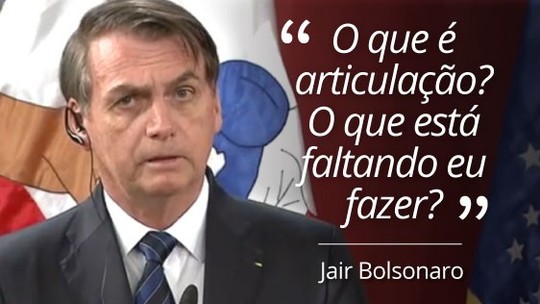 “ O que é
articulação?
O que está
faltando eu
fazer? ”
Jair Bolsonaro